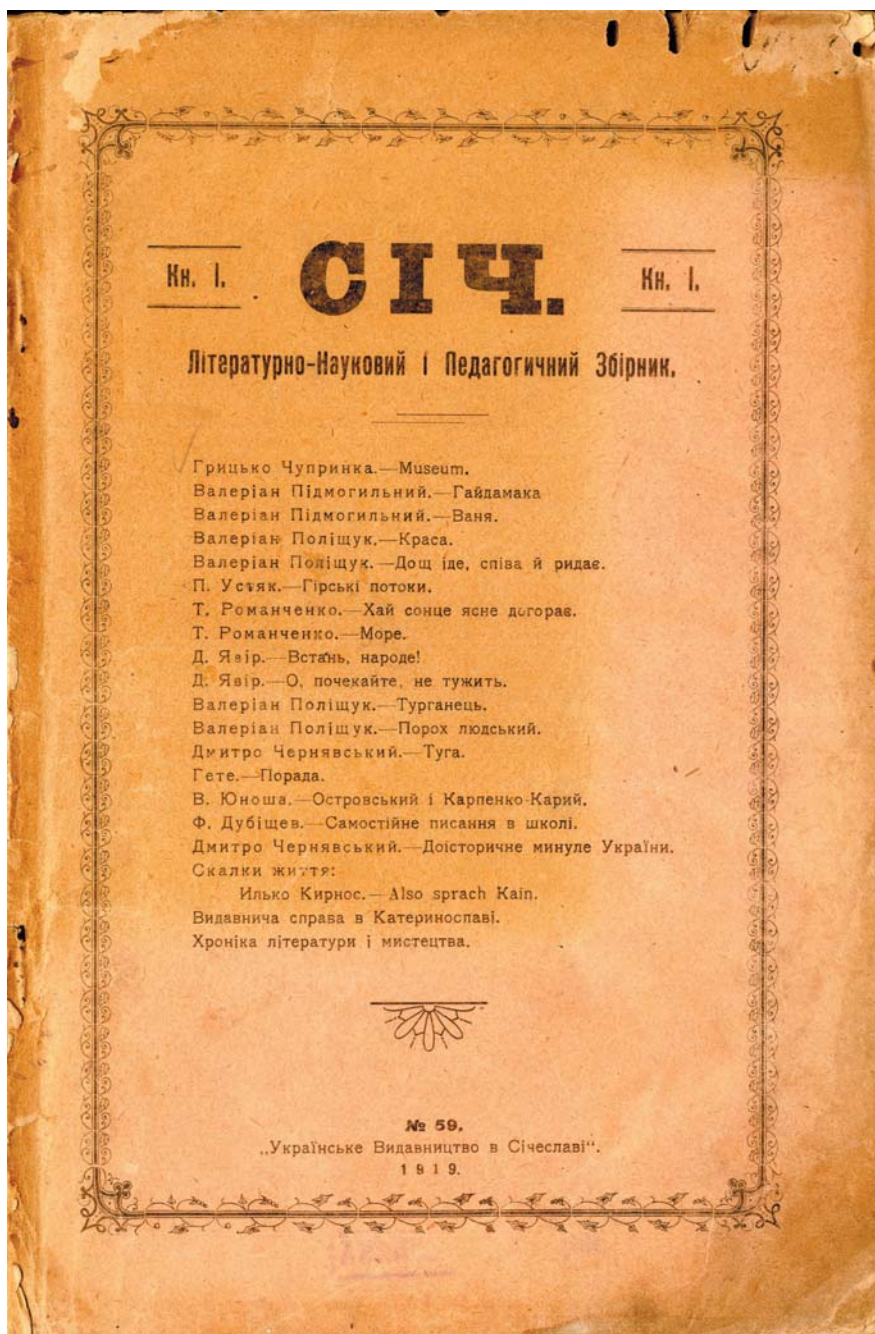 Кн. І.
СІЧ.
Кн. І.
Літературно-Науковий і Педагогичний Збірник.
Грицько Чупринка.—Museum.
Валеріан Підмогильний.—Гайдамака
Валеріан Підмогильний.—Ваня.
Валеріан Поліщук.—Краса.
Валеріан Поліщук.—Дощ іде, співа й ридає.
П. Устяк.—Гірські потоки.
Т. Романченко.—Хай сонце ясне догорає.
Т. Романченко.—Море.
Д. Явір.—Встань, народе!
Д. Явір.—О, почекайте, не тужить.
Валеріан Поліщук.—Турганець.
Валеріан Поліщук.—Порох людський.
Дмитро Чернявський.—Туга.
Гете.—Порада.
В. Юноша.—Островський і Карпенко-Карий.
Ф. Дубіщев.—Самостійне писання в школі.
Дмитро Чернявський.—Доісторичне минуле України.
Скалки життя:
Илько Кирнос.—Also sprach Kain.
Видавнича справа в Катеринославі.
Хроніка літератури і мистецтва.
№ 59.
„Українське Видавництво в Січеславі“.
1919.